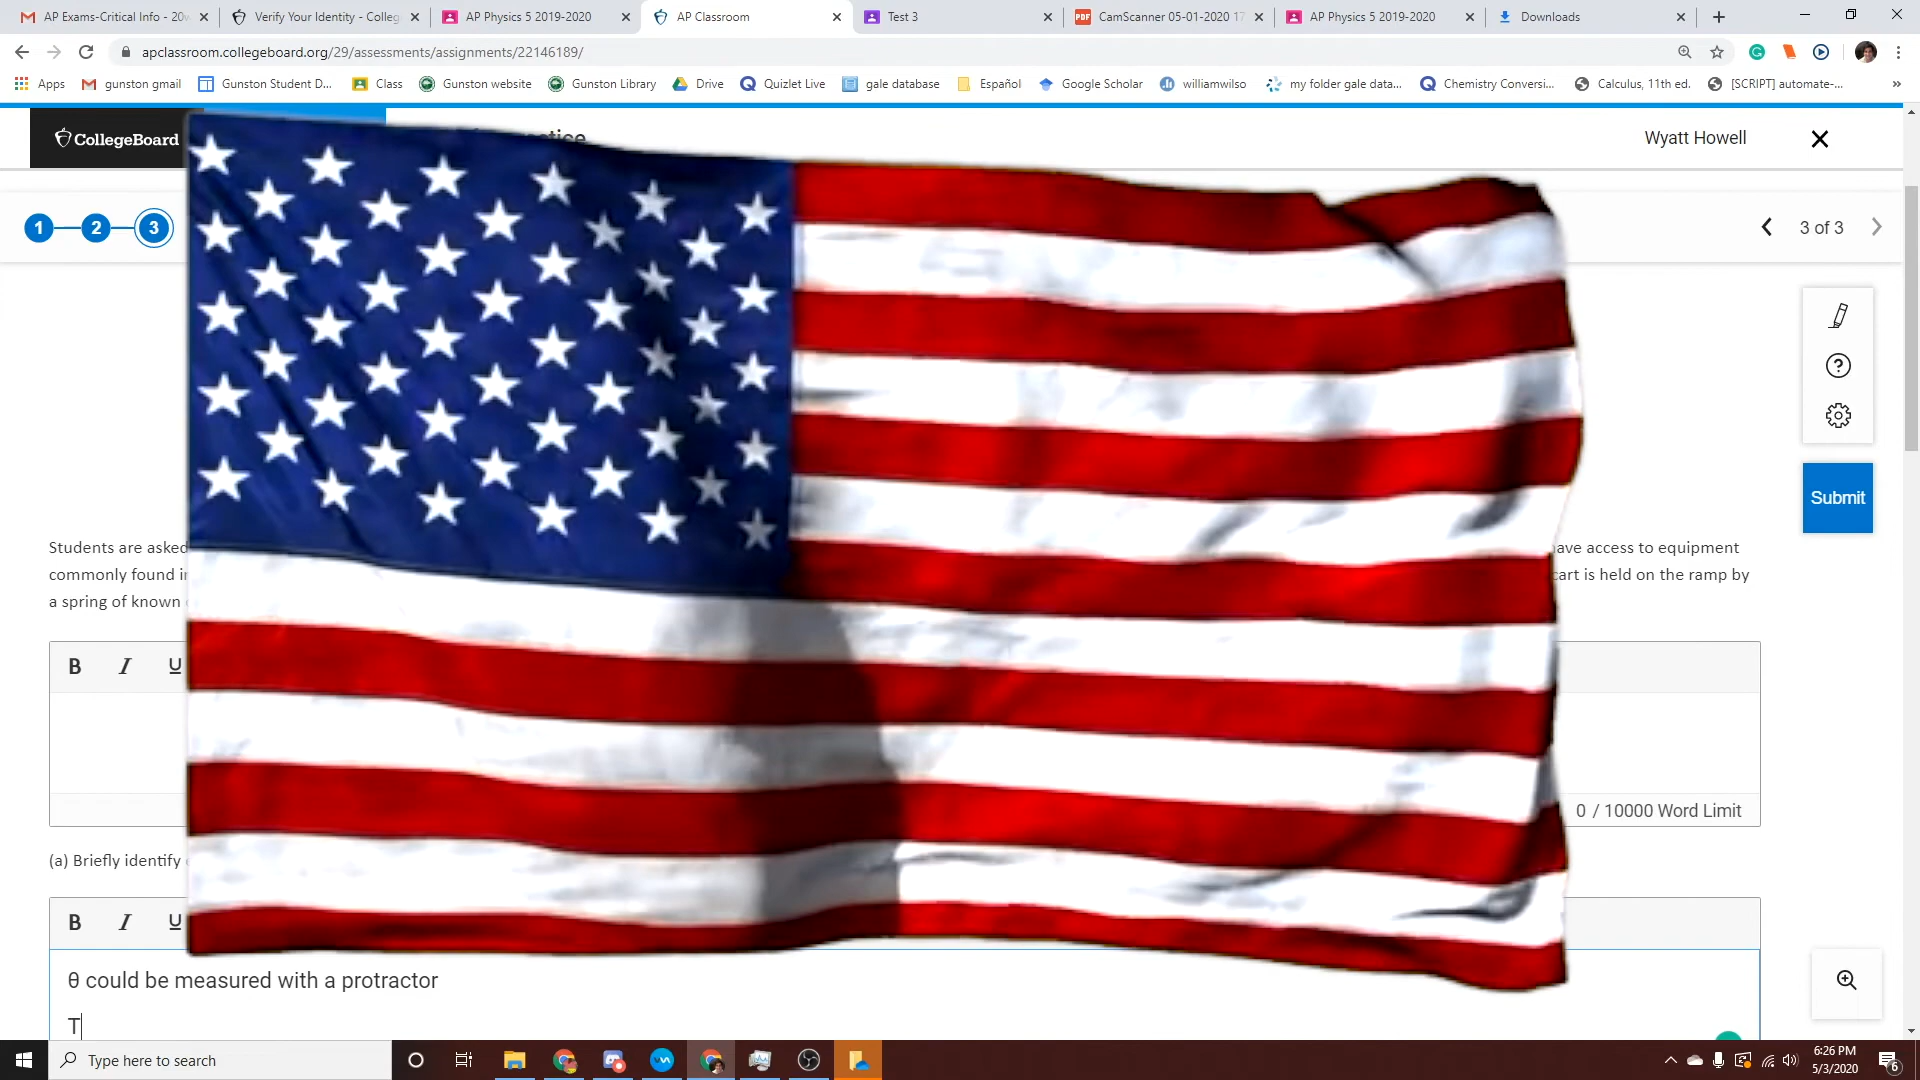 AP Exams-Critical Info - 20
Verify Your Identity - Colleg
AP Physics 5 2019-2020
AP Classroom
Test 3
PDF
CamScanner 05-01-2020 17
AP Physics 5 2019-2020
Downloads
apclassroom.collegeboard.org/29/assessments/assignments/22146189/
Apps
gunston gmail
Gunston Student D...
Class
Gunston website
Gunston Library
Drive
Quizlet Live
gale database
Español
Google Scholar
williamwilso
my folder gale data...
Chemistry Conversi...
Calculus, 11th ed.
[SCRIPT] automate-...
»
CollegeBoard
Wyatt Howell
1 2 3
3 of 3
Submit
Students are asked ave access to equipment
commonly found i cart is held on the ramp by
a spring of known
B I U
0 / 10000 Word Limit
(a) Briefly identify
B I U
θ could be measured with a protractor
T
Type here to search
6:26 PM
5/3/2020
6